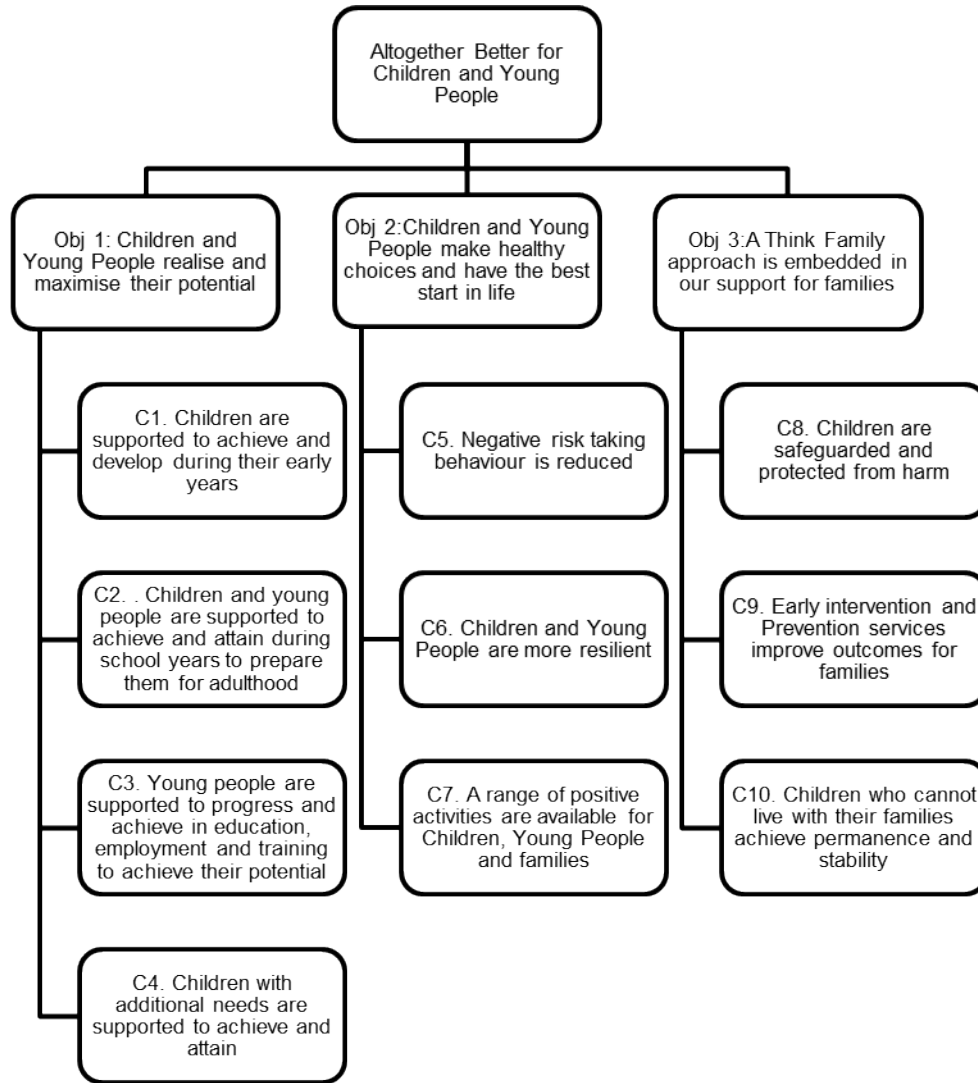 Altogether Better for
Children and Young
People
Obj 1: Children and
Young People realise and
maximise their potential
C1. Children are
supported to achieve and
develop during their early
years
C2. . Children and young
people are supported to
achieve and attain during
school years to prepare
them for adulthood
C3. Young people are
supported to progress and
achieve in education,
employment and training
to achieve their potential
C4. Children with
additional needs are
supported to achieve and
attain
Obj 2:Children and Young
People make healthy
choices and have the best
start in life
C5. Negative risk taking
behaviour is reduced
C6. Children and Young
People are more resilient
C7. A range of positive
activities are available for
Children, Young People
and families
Obj 3:A Think Family
approach is embedded in
our support for families
C8. Children are
safeguarded and
protected from harm
C9. Early intervention and
Prevention services
improve outcomes for
families
C10. Children who cannot
live with their families
achieve permanence and
stability